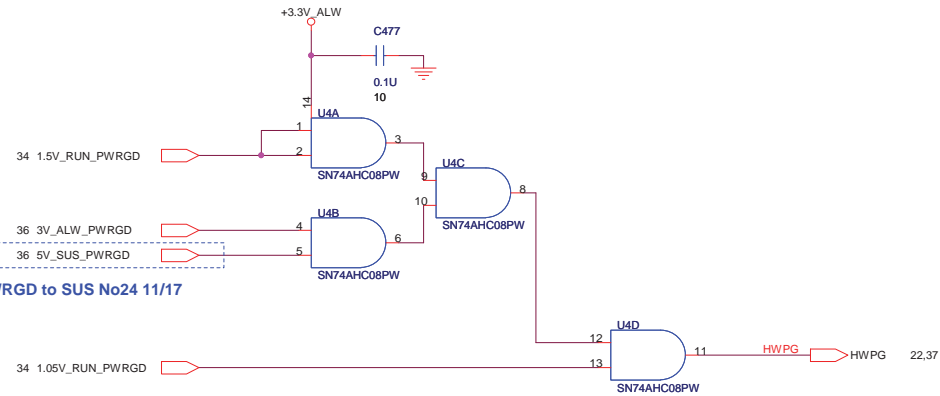 +3.3V_ALW
C477
0.1U
10
14
U4A
1
2
3
SN74AHC08PW
34 1.5V_RUN_PWRGD
U4C
9
10
8
SN74AHC08PW
U4B
4
5
6
SN74AHC08PW
36 3V_ALW_PWRGD
36 5V_SUS_PWRGD
RGD to SUS No24 11/17
U4D
12
13
11
SN74AHC08PW
HWPG
HWPG 22,37
34 1.05V_RUN_PWRGD